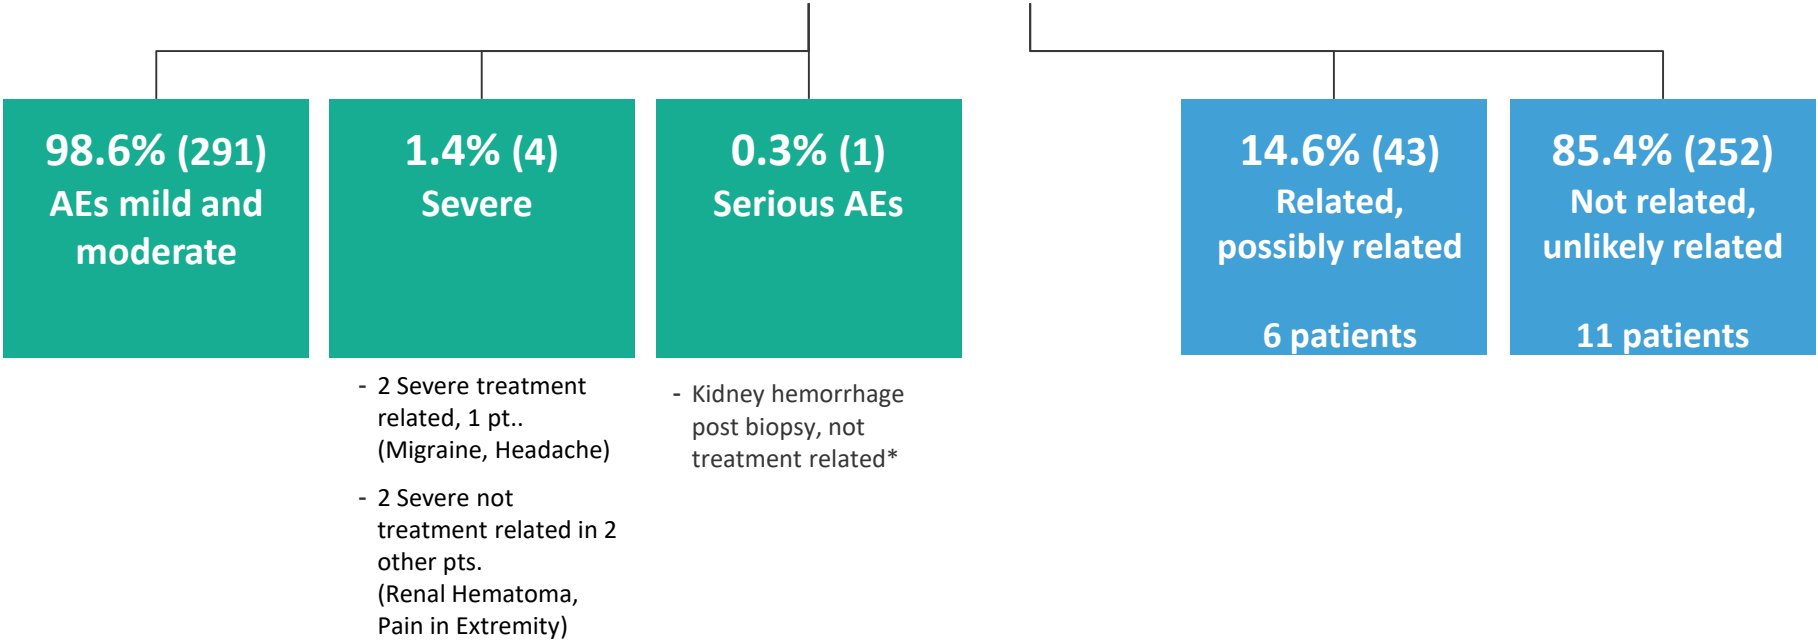 98.6% (291)
AEs mild and
moderate
1.4% (4)
Severe
0.3% (1)
Serious AEs
14.6% (43)
Related,
possibly related
6 patients
85.4% (252)
Not related,
unlikely related
11 patients
- 2 Severe treatment
related, 1 pt..
(Migraine, Headache)
- 2 Severe not
treatment related in 2
other pts.
(Renal Hematoma,
Pain in Extremity)
- Kidney hemorrhage
post biopsy, not
treatment related*